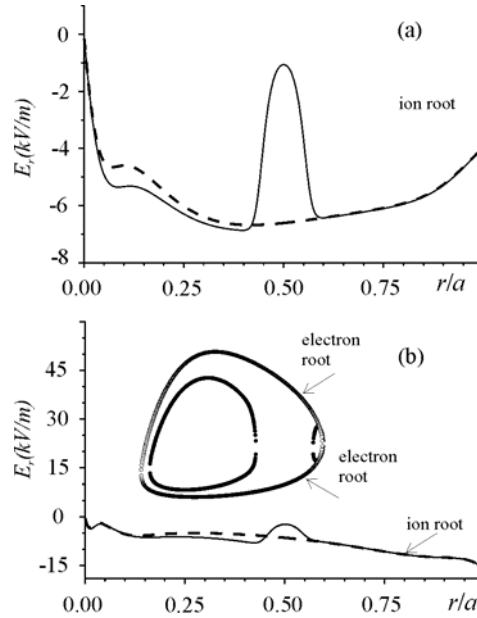 (a)
0
-2
-4
-6
-8
E_r(kV/m)
ion root
0.00 0.25 0.50 0.75 r/a
(b)
45
30
15
0
-15
E_r(kV/m)
electron
root
electron
root
ion root
0.00 0.25 0.50 0.75 r/a